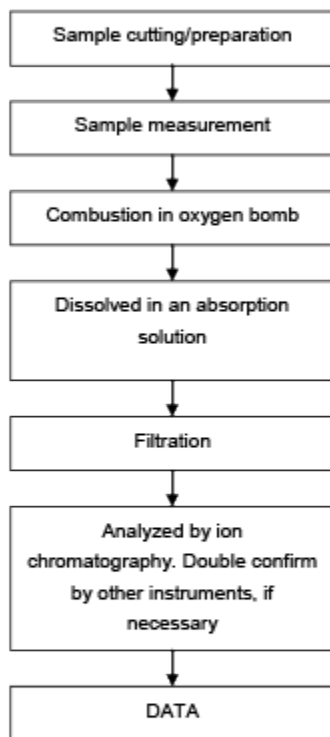 Sample cutting/preparation
Sample measurement
Combustion in oxygen bomb
Dissolved in an absorption
solution
Filtration
Analyzed by ion
chromatography. Double confirm
by other instruments, if
necessary
DATA